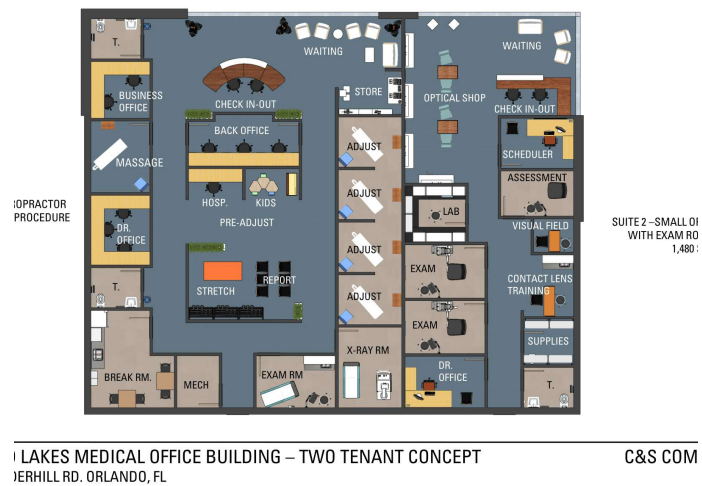 T.
WAITING
WAITING
BUSINESS
OFFICE
STORE
OPTICAL SHOP
CHECK IN-OUT
CHECK IN-OUT
BACK OFFICE
ADJUST
SCHEDULER
MASSAGE
ASSESSMENT
ADJUST
HOSP.
KIDS
LAB
OPRACTOR
PROCEDURE
PRE-ADJUST
DR.
OFFICE
ADJUST
VISUAL FIELD
SUITE 2 –SMALL OF
WITH EXAM RO
1,480
T.
STRETCH
REPORT
ADJUST
EXAM
CONTACT LENS
TRAINING
EXAM
SUPPLIES
X-RAY RM
BREAK RM.
MECH
EXAM RM
DR.
OFFICE
T.
LAKES MEDICAL OFFICE BUILDING – TWO TENANT CONCEPT
C&S COM
DERHILL RD. ORLANDO, FL